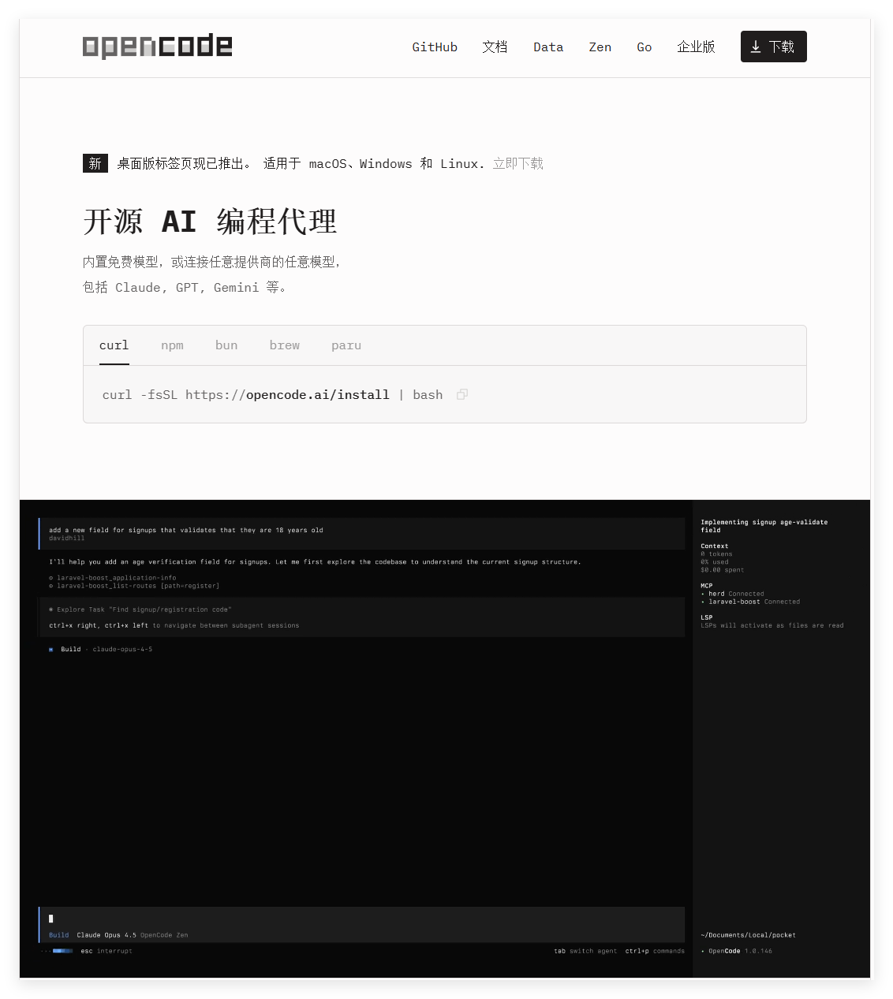 opencode
GitHub 文档 Data Zen Go 企业版 下载
新 桌面版标签页现已推出。 适用于 macOS、Windows 和 Linux. 立即下载
开源 AI 编程代理
内置免费模型，或连接任意提供商的任意模型，
包括 Claude, GPT, Gemini 等。
curl npm bun brew paru
curl -fsSL https://opencode.ai/install | bash
add a new field for signups that validates that they are 18 years old
davidhill
I'll help you add an age verification field for signups. Let me first explore the codebase to understand the current signup structure.
laravel-boost_application-info
laravel-boost_list-routes [path=register]
Explore Task "Find signup/registration code"
ctrl+x right, ctrl+x left to navigate between subagent sessions
Build · claude-opus-4-5
Build Claude Opus 4.5 OpenCode Zen
esc interrupt
tab switch agent ctrl+p commands
Implementing signup age-validate
field
Context
0 tokens
0% used
$0.00 spent
MCP
• herd Connected
• laravel-boost Connected
LSP
LSPs will activate as files are read
~/Documents/Local/pocket
• OpenCode 1.0.146